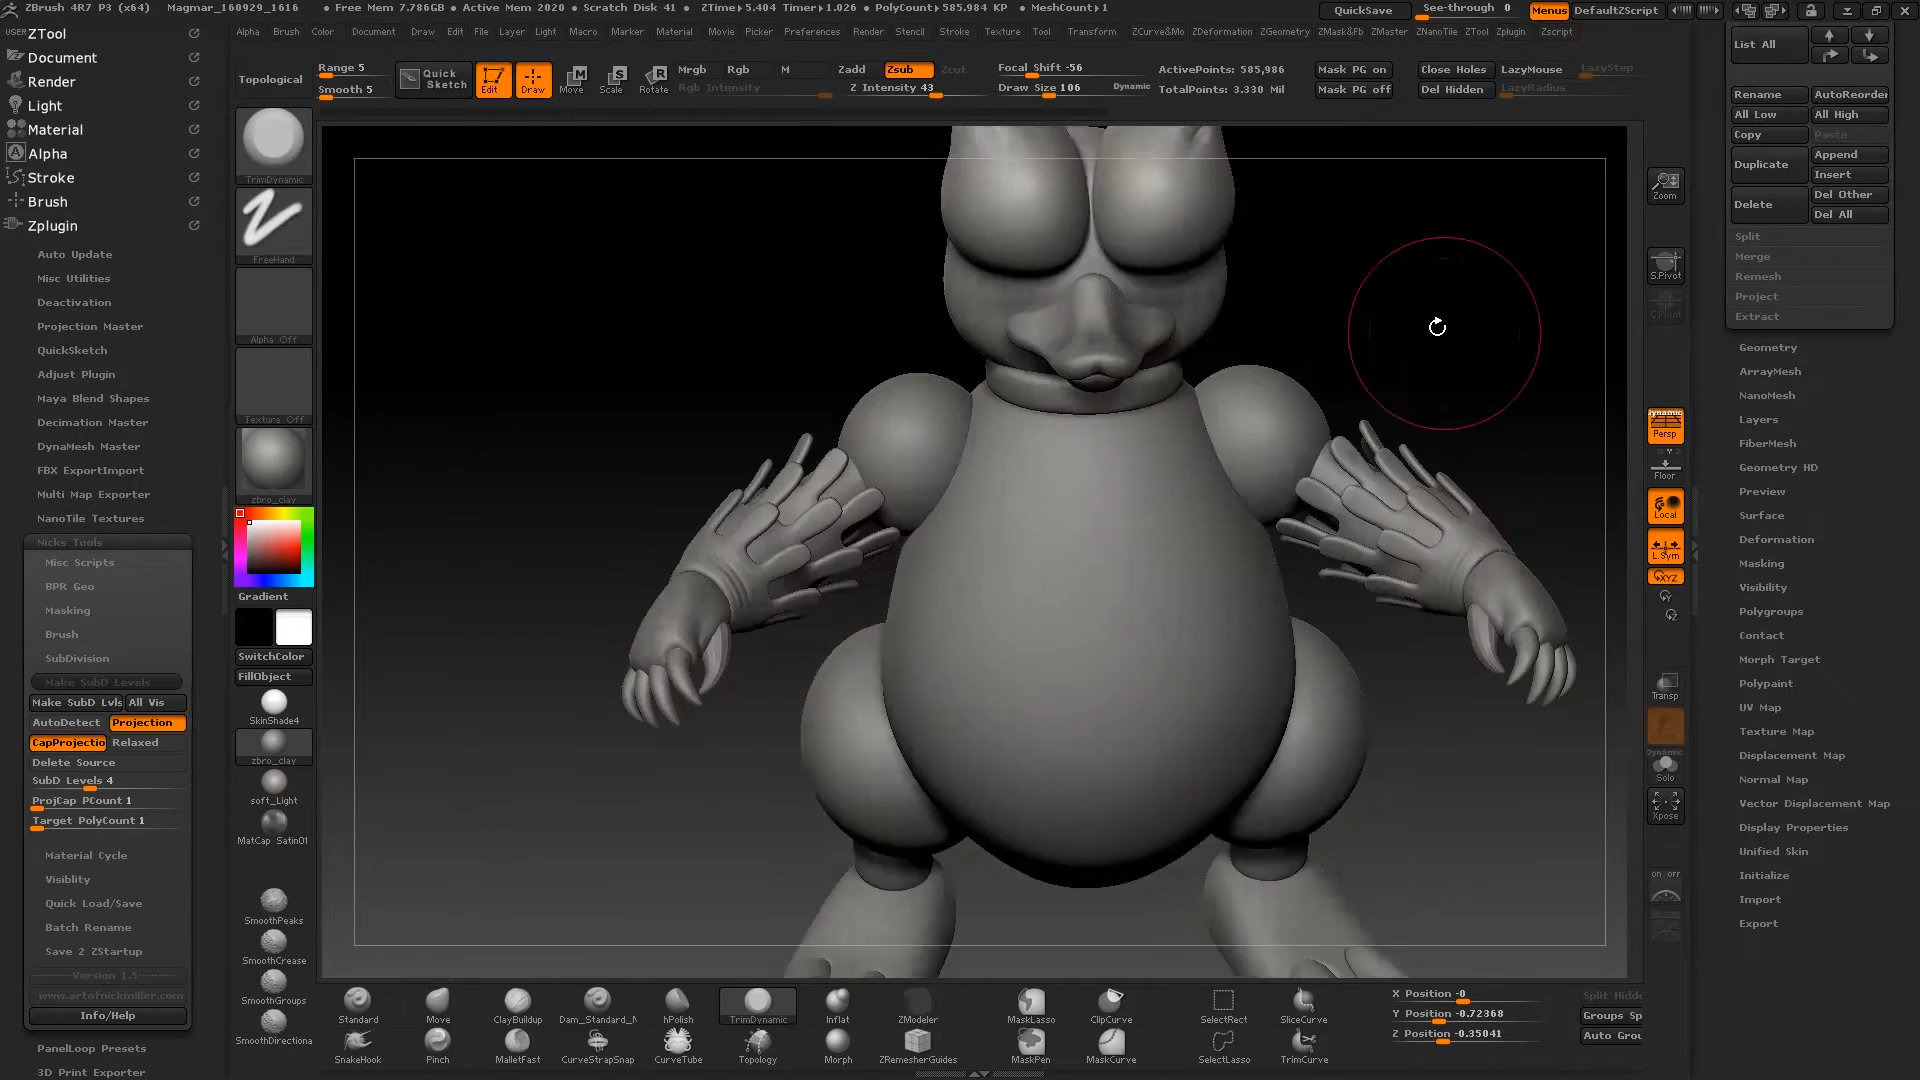 ZBrush 4R7 P3 (x64) Magmar_160929_1616 • Free Mem 7.786GB • Active Mem 2020 • Scratch Disk 41 • ZTime▸5.404 Timer▸1.026 • PolyCount▸585.984 KP • MeshCount▸1 QuickSave See-through 0 Menus DefaultZScript
Alpha Brush Color Document Draw Edit File Layer Light Macro Marker Material Movie Picker Preferences Render Stencil Stroke Texture Tool Transform ZCurve&Mo ZDeformation ZGeometry ZMask&Fb ZMaster ZNanoTile ZTool Zplugin Zscript
USER ZTool
Document
Render
Light
Material
Alpha
Stroke
Brush
Zplugin
Auto Update
Misc Utilities
Deactivation
Projection Master
QuickSketch
Adjust Plugin
Maya Blend Shapes
Decimation Master
DynaMesh Master
FBX ExportImport
Multi Map Exporter
NanoTile Textures
Nicks Tools
Misc Scripts
BPR Geo
Masking
Brush
SubDivision
Make SubD Levels
Make SubD Lvls All Vis
AutoDetect Projection
CapProjectio Relaxed
Delete Source
SubD Levels 4
ProjCap PCount 1
Target PolyCount 1
Material Cycle
Visiblity
Quick Load/Save
Batch Rename
Save 2 ZStartup
Version 1.5
www.artofnickmiller.com
Info/Help
PanelLoop Presets
3D Print Exporter
Topological
Range 5
Smooth 5
Quick Sketch
Edit
Draw
Move
Scale
Rotate
Mrgb Rgb M
Rgb Intensity
Zadd Zsub Zcut
Z Intensity 43
Focal Shift -56
Draw Size 106 Dynamic
ActivePoints: 585,986
TotalPoints: 3.330 Mil
Mask PG on
Mask PG off
Close Holes
Del Hidden
LazyMouse LazyStep
LazyRadius
TrimDynamic
FreeHand
Alpha Off
Texture Off
zbro_clay
Gradient
SwitchColor
FillObject
SkinShade4
zbro_clay
soft_Light
MatCap Satin01
SmoothPeaks
SmoothCrease
SmoothGroups
SmoothDirectiona
Zoom
S.Pivot
C.Pivot
Dynamic
Persp
Floor
Local
L.Sym
XYZ
Transp
Dynamic
Solo
Xpose
on off
List All
Rename AutoReorder
All Low All High
Copy Paste
Duplicate Append
Insert
Delete Del Other
Del All
Split
Merge
Remesh
Project
Extract
Geometry
ArrayMesh
NanoMesh
Layers
FiberMesh
Geometry HD
Preview
Surface
Deformation
Masking
Visibility
Polygroups
Contact
Morph Target
Polypaint
UV Map
Texture Map
Displacement Map
Normal Map
Vector Displacement Map
Display Properties
Unified Skin
Initialize
Import
Export
Standard Move ClayBuildup Dam_Standard_M hPolish TrimDynamic Inflat ZModeler MaskLasso ClipCurve SelectRect SliceCurve
SnakeHook Pinch MalletFast CurveStrapSnap CurveTube Topology Morph ZRemesherGuides MaskPen MaskCurve SelectLasso TrimCurve
X Position -0
Y Position -0.72368
Z Position -0.35041
Split Hidde
Groups Sp
Auto Grou